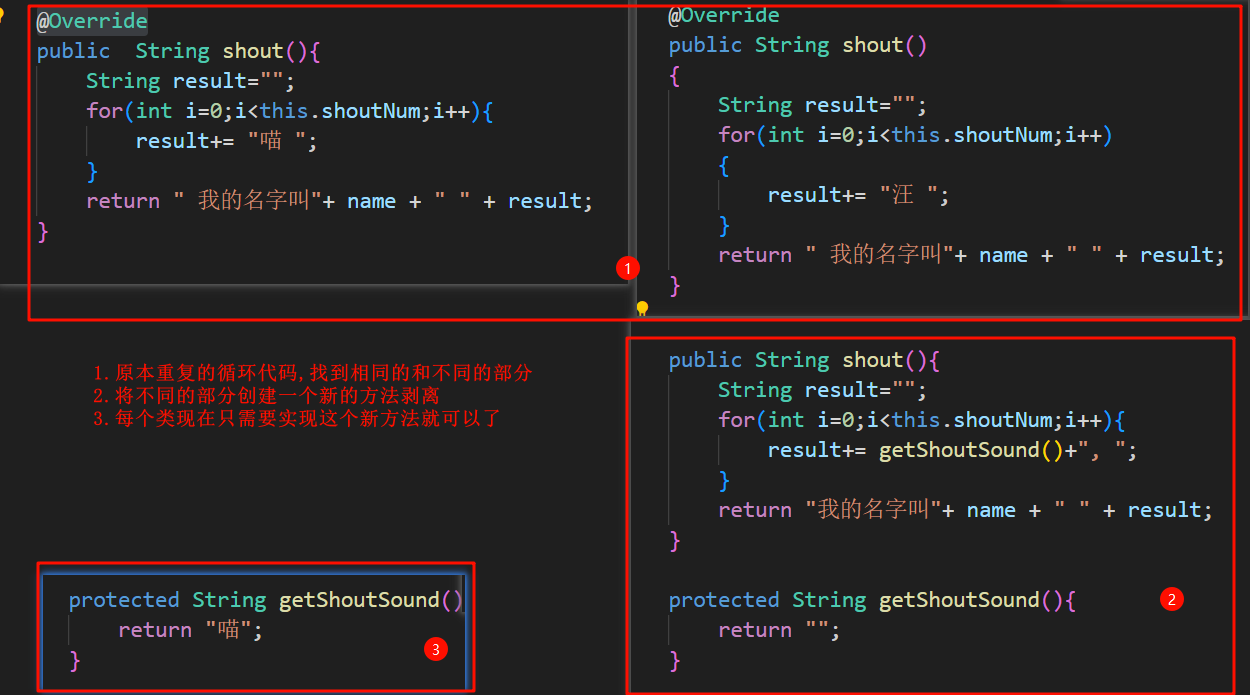 @Override
public  String shout(){
    String result="";
    for(int i=0;i<this.shoutNum;i++){
        result+= "喵 ";
    }
    return " 我的名字叫"+ name + " " + result;
}
@Override
public String shout()
{
    String result="";
    for(int i=0;i<this.shoutNum;i++)
    {
        result+= "汪 ";
    }
    return " 我的名字叫"+ name + " " + result;
}
1
1.原本重复的循环代码,找到相同的和不同的部分
2.将不同的部分创建一个新的方法剥离
3.每个类现在只需要实现这个新方法就可以了
public String shout(){
    String result="";
    for(int i=0;i<this.shoutNum;i++){
        result+= getShoutSound()+", ";
    }
    return "我的名字叫"+ name + " " + result;
}
protected String getShoutSound(){
    return "";
}
2
protected String getShoutSound()
    return "喵";
}
3